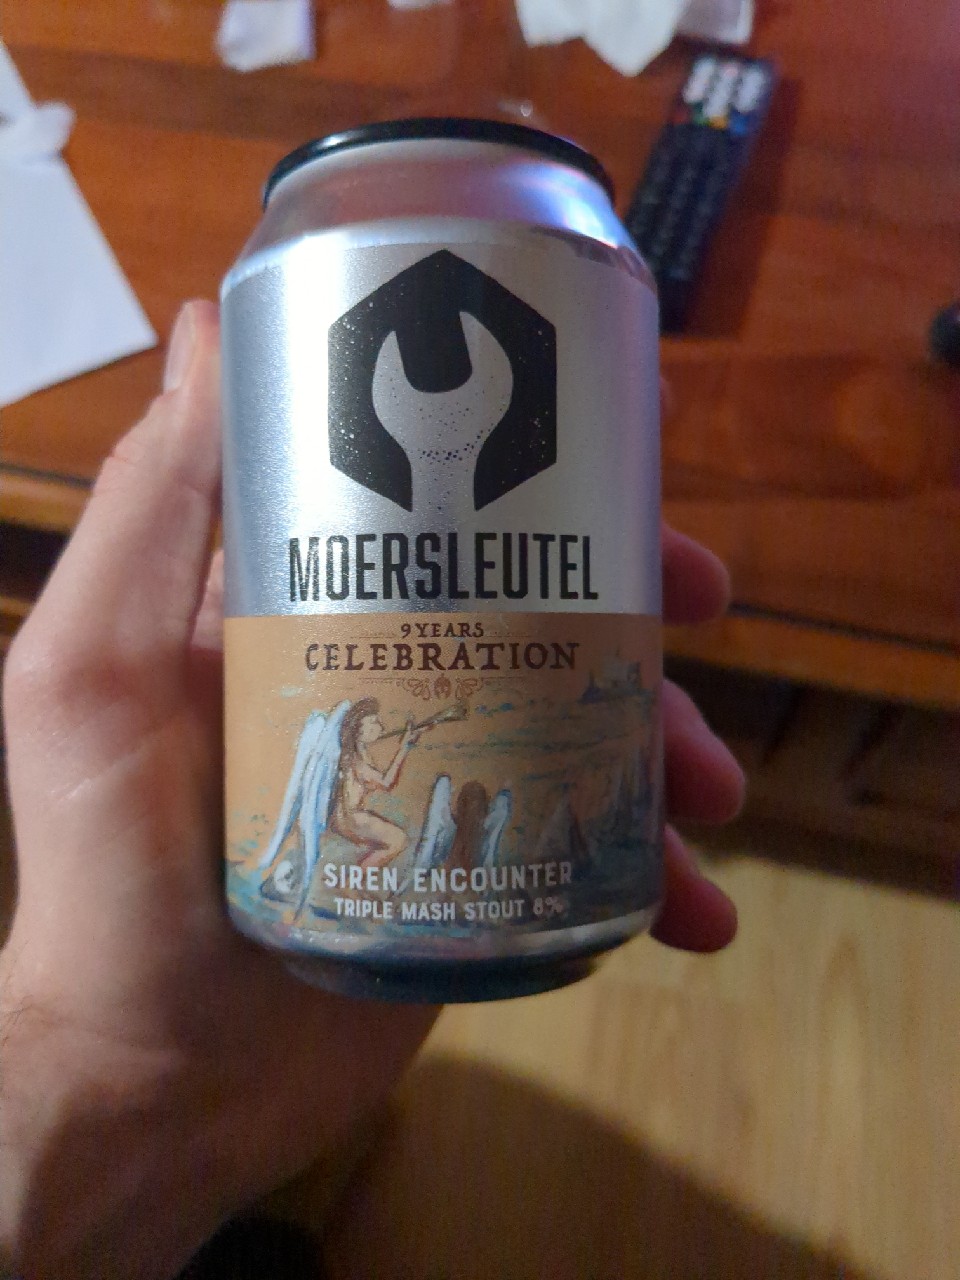 MOERSLEUTEL
9 YEARS
CELEBRATION
SIREN ENCOUNTER
TRIPLE MASH STOUT 8%